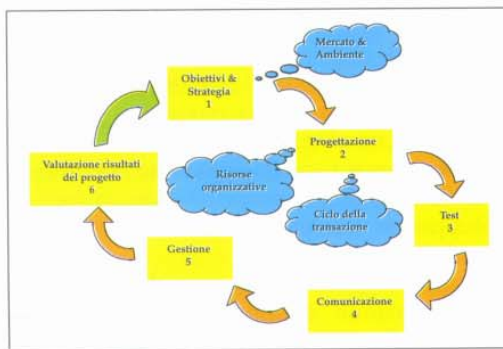 Mercato &
Ambiente
Obiettivi &
Strategia
1
Progettazione
2
Risorse
organizzative
Ciclo della
transazione
Test
3
Comunicazione
4
Gestione
5
Valutazione risultati
del progetto
6